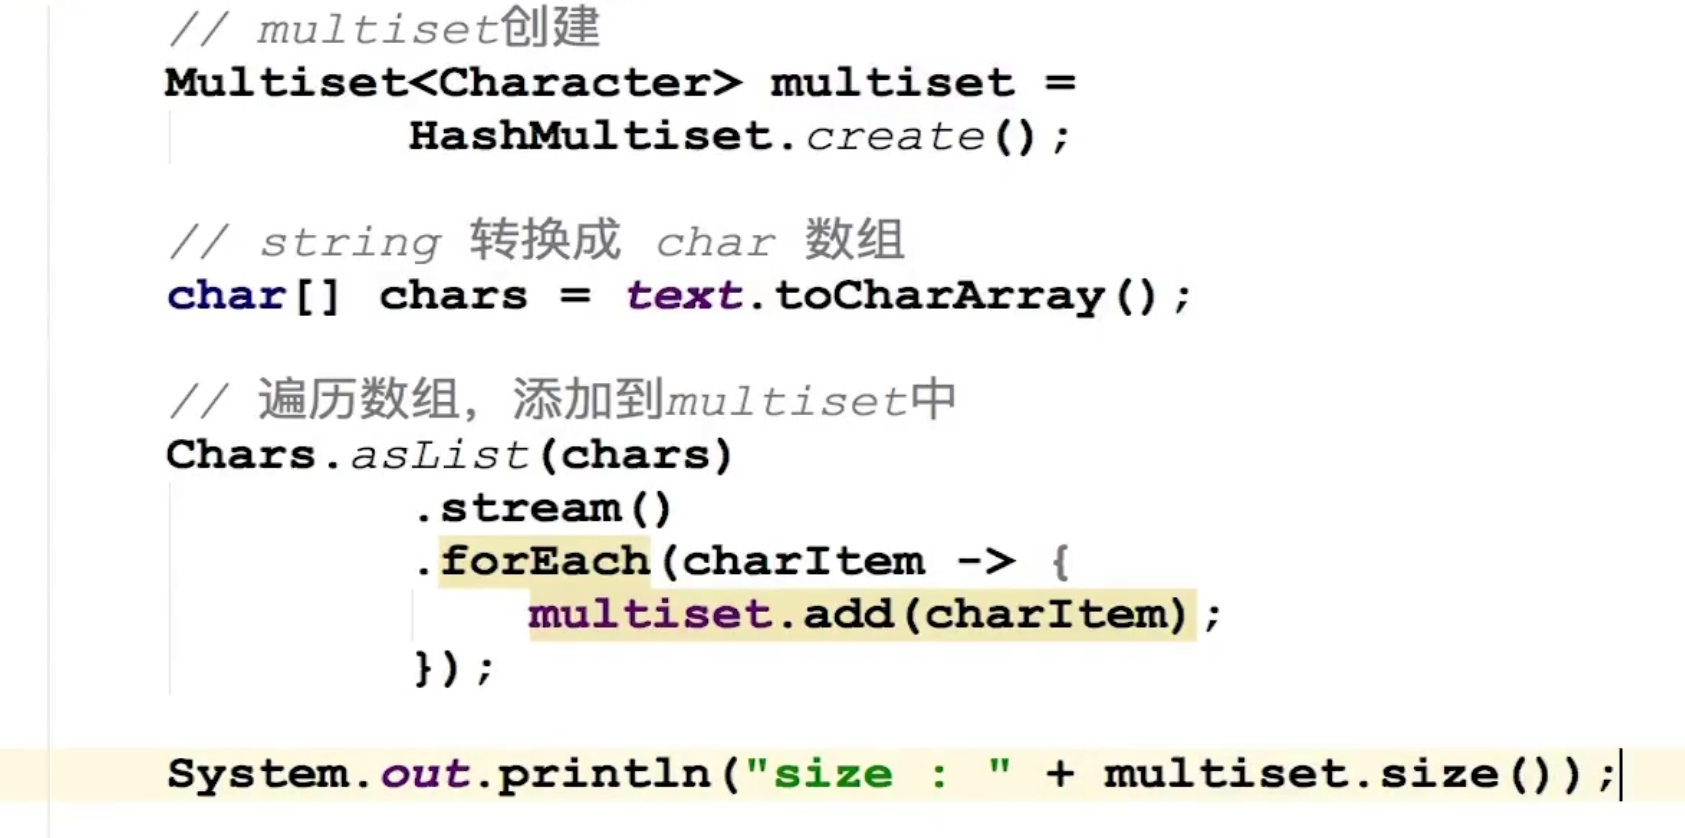 // multiset创建
Multiset<Character> multiset =
HashMultiset.create();
// string 转换成 char 数组
char[] chars = text.toCharArray();
// 遍历数组，添加到multiset中
Chars.asList(chars)
.stream()
.forEach(charItem -> {
multiset.add(charItem);
});
System.out.println("size : " + multiset.size());